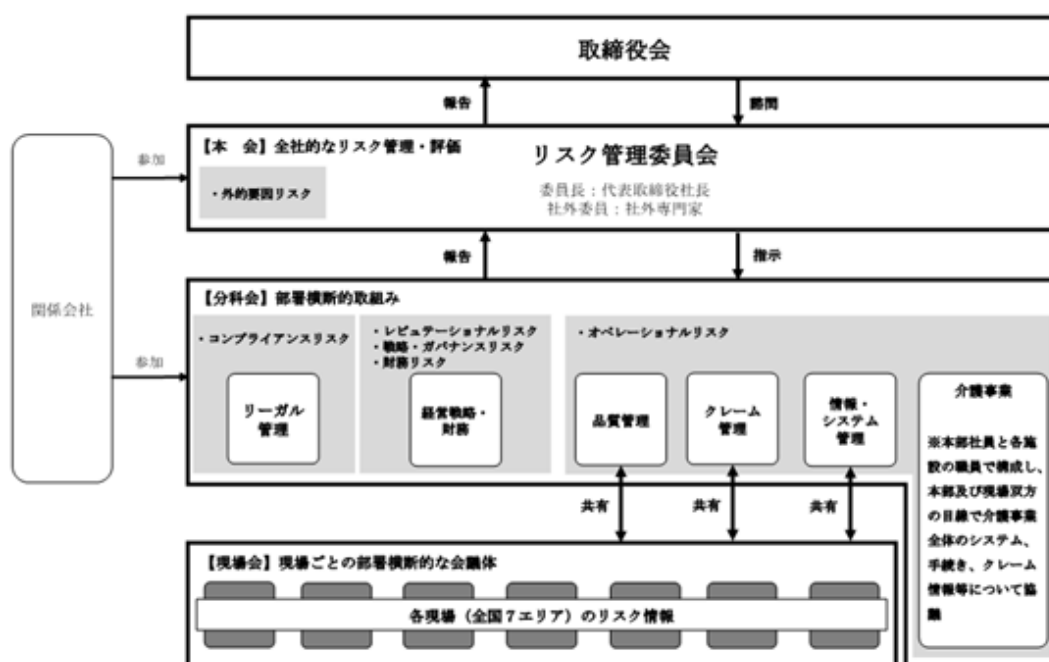 取締役会
報告
諮問
【本　会】全社的なリスク管理・評価
リスク管理委員会
・外的要因リスク
委員長：代表取締役社長
社外委員：社外専門家
参加
関係会社
参加
報告
指示
【分科会】部署横断的取組み
・コンプライアンスリスク
・レピュテーショナルリスク
・戦略・ガバナンスリスク
・財務リスク
・オペレーショナルリスク
リーガル
管理
経営戦略・
財務
品質管理
クレーム
管理
情報・
システム
管理
介護事業
※本部社員と各施
設の職員で構成し、
本部及び現場双方
の目線で介護事業
全体のシステム、
手続き、クレーム
情報等について協
議
共有
共有
共有
【現場会】現場ごとの部署横断的な会議体
各現場（全国７エリア）のリスク情報